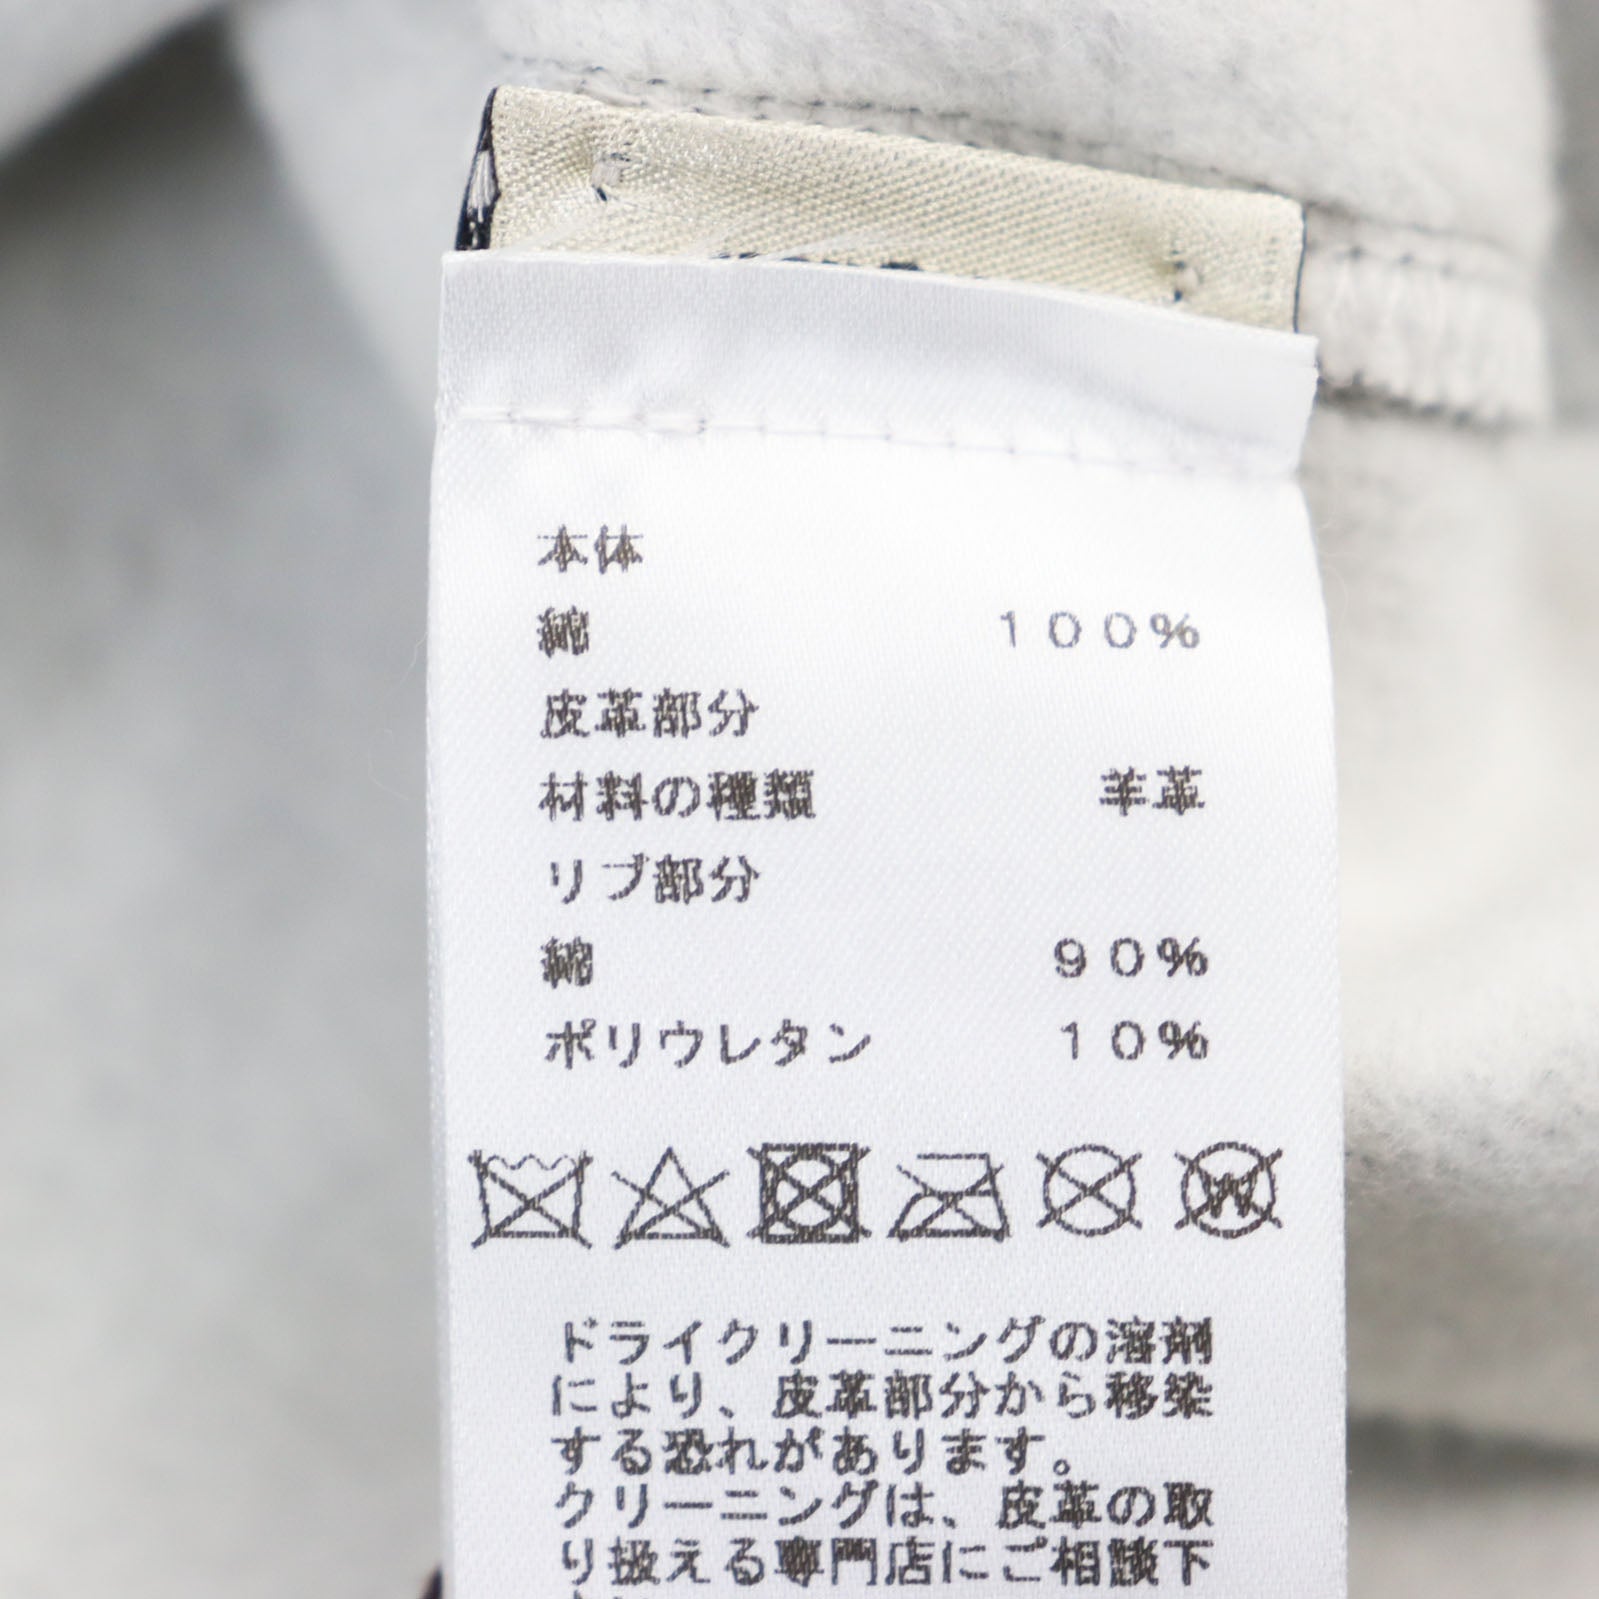 本体
綿 100%
皮革部分
材料の種類 羊革
リブ部分
綿 90%
ポリウレタン 10%
W
ドライクリーニングの溶剤
により、皮革部分から移染
する恐れがあります。
クリーニングは、皮革の取
り扱える専門店にご相談下